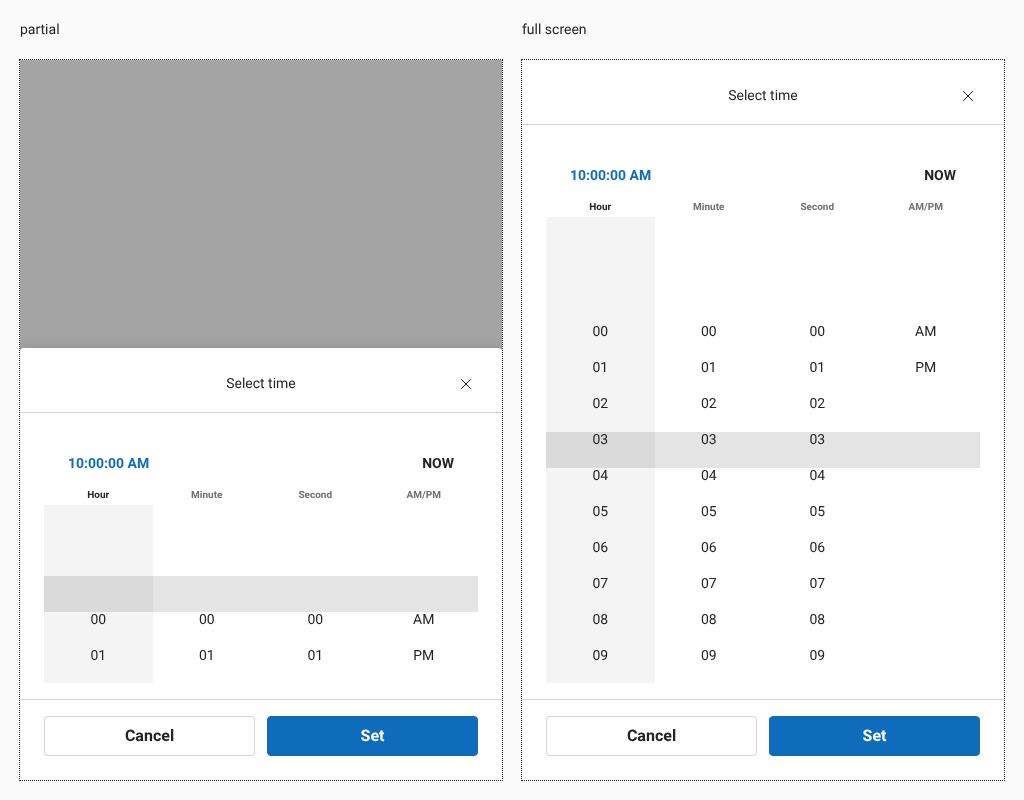 partial
Select time
10:00:00 AM NOW
Hour Minute Second AM/PM
00 00 00 AM
01 01 01 PM
Cancel Set
full screen
Select time
10:00:00 AM NOW
Hour Minute Second AM/PM
00 00 00 AM
01 01 01 PM
02 02 02
03 03 03
04 04 04
05 05 05
06 06 06
07 07 07
08 08 08
09 09 09
Cancel Set